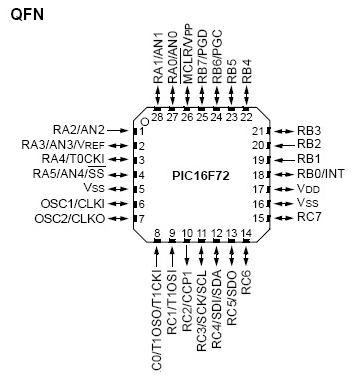 QFN
RA1/AN1
RA0/AN0
MCLR/VPP
RB7/PGD
RB6/PGC
RB5
RB4
28 27 26 25 24 23 22
RA2/AN2 1
RA3/AN3/VREF 2
RA4/T0CKI 3
RA5/AN4/SS 4
VSS 5
OSC1/CLKI 6
OSC2/CLKO 7
PIC16F72
21 RB3
20 RB2
19 RB1
18 RB0/INT
17 VDD
16 VSS
15 RC7
8 9 10 11 12 13 14
C0/T1OSO/T1CKI
RC1/T1OSI
RC2/CCP1
RC3/SCK/SCL
RC4/SDI/SDA
RC5/SDO
RC6